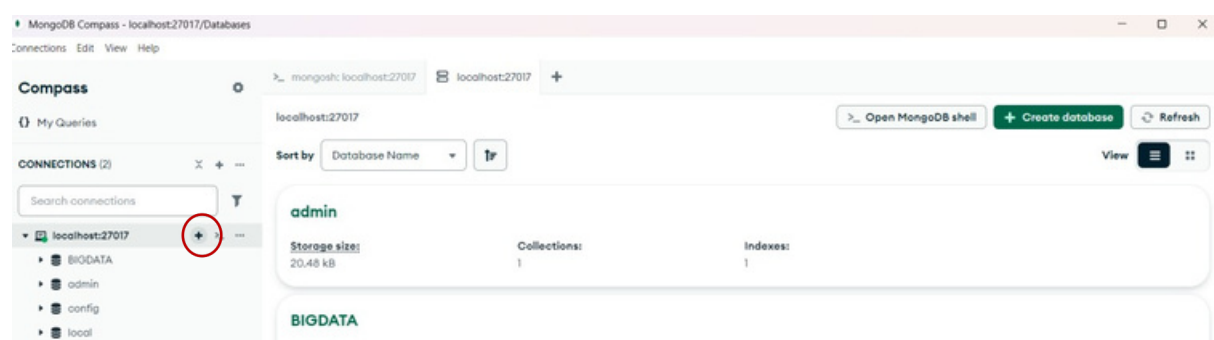 MongoDB Compass - localhost:27017/Databases
Connections Edit View Help
Compass
{} My Queries
CONNECTIONS (2)
Search connections
localhost:27017
BIGDATA
admin
config
local
>_ mongosh: localhost:27017
localhost:27017
localhost:27017
>_ Open MongoDB shell
Create database
Refresh
Sort by
Database Name
View
admin
Storage size:
20.48 kB
Collections:
1
Indexes:
1
BIGDATA